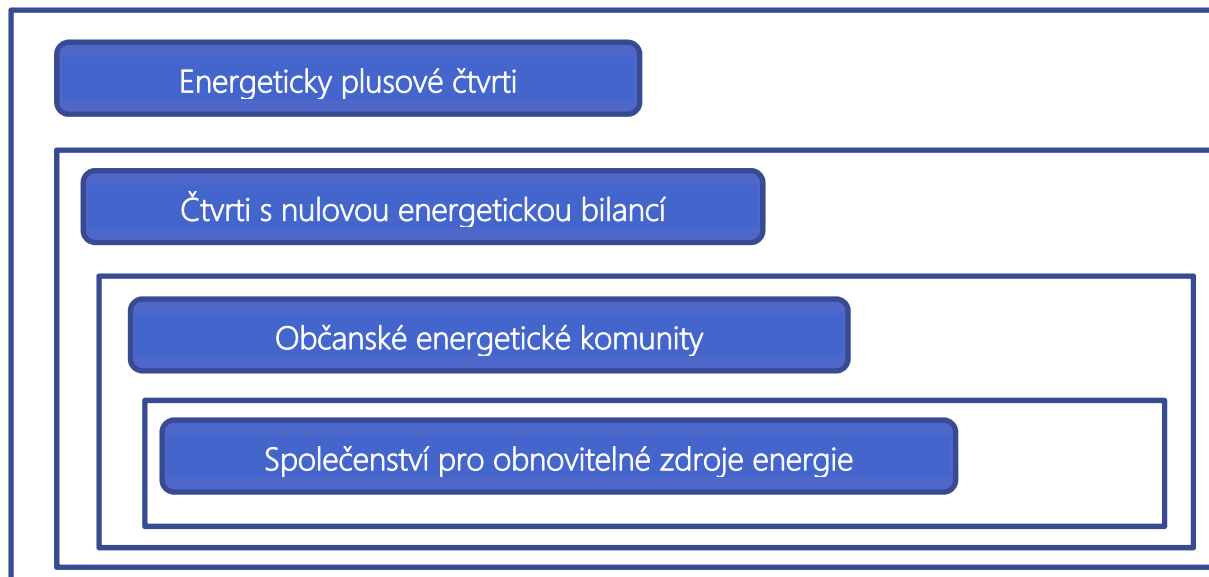 Energeticky plusové čtvrti
Čtvrti s nulovou energetickou bilancí
Občanské energetické komunity
Společenství pro obnovitelné zdroje energie